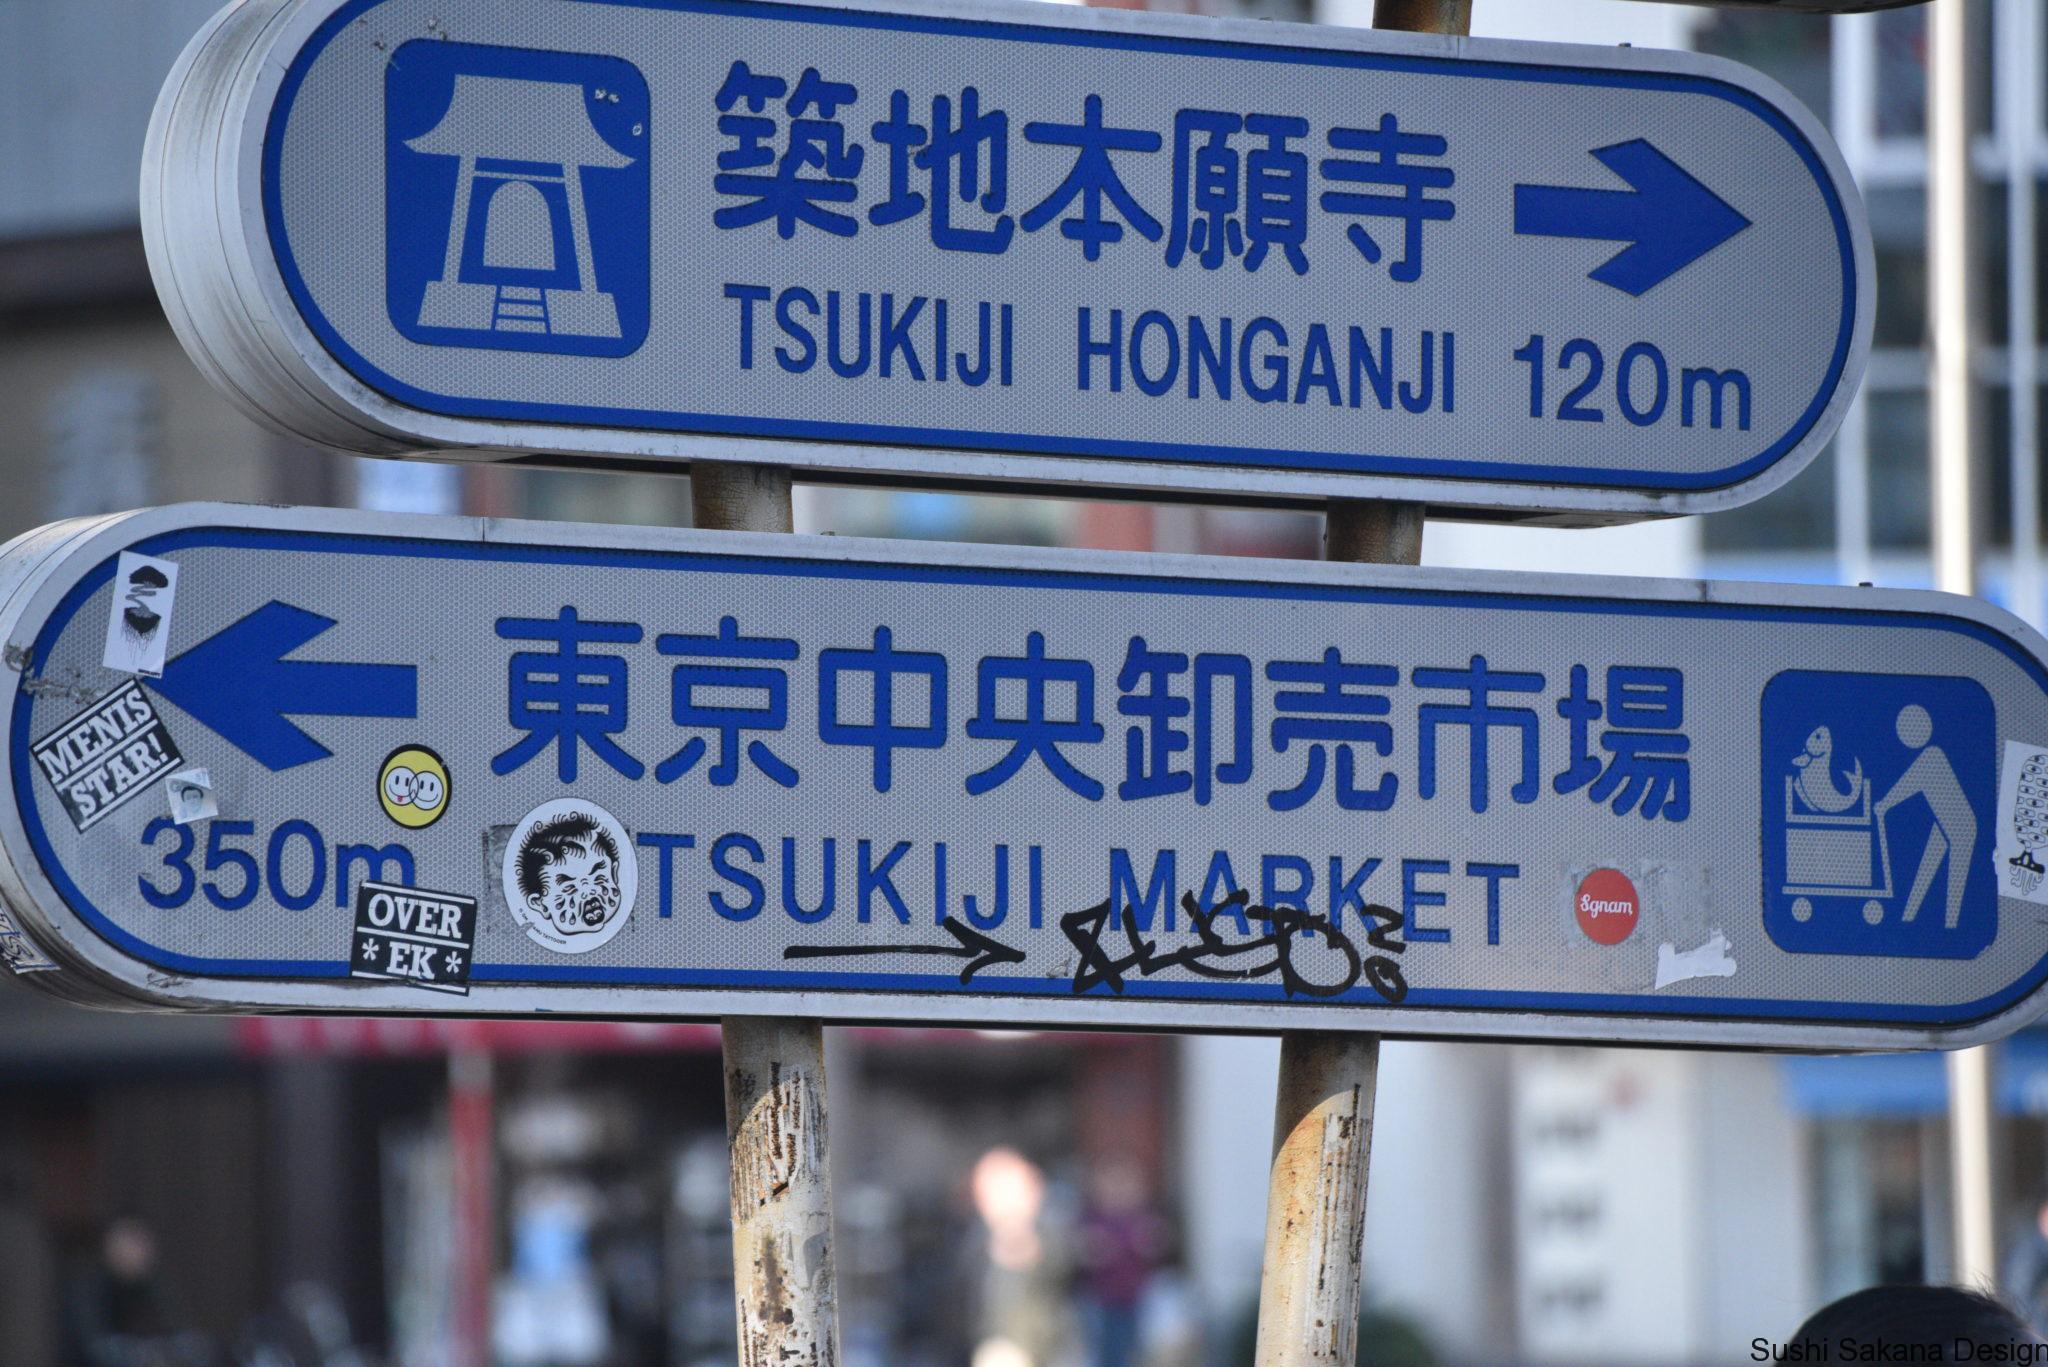 築地本願寺
TSUKIJI HONGANJI 120m
東京中央卸売市場
350m TSUKIJI MARKET
MENIS
STAR!
OVER
* EK *
Sgnam
Sushi Sakana Design